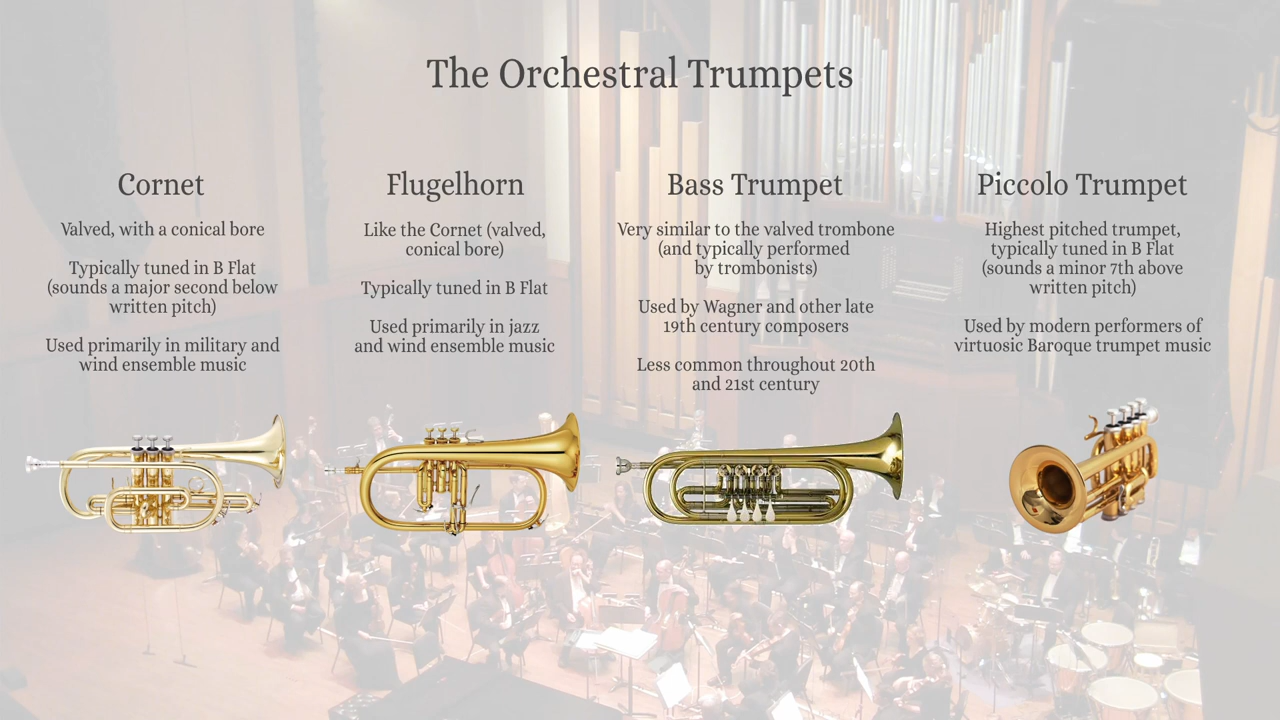 The Orchestral Trumpets
Cornet
Valved, with a conical bore
Typically tuned in B Flat
(sounds a major second below
written pitch)
Used primarily in military and
wind ensemble music
Flugelhorn
Like the Cornet (valved,
conical bore)
Typically tuned in B Flat
Used primarily in jazz
and wind ensemble music
Bass Trumpet
Very similar to the valved trombone
(and typically performed
by trombonists)
Used by Wagner and other late
19th century composers
Less common throughout 20th
and 21st century
Piccolo Trumpet
Highest pitched trumpet,
typically tuned in B Flat
(sounds a minor 7th above
written pitch)
Used by modern performers of
virtuosic Baroque trumpet music